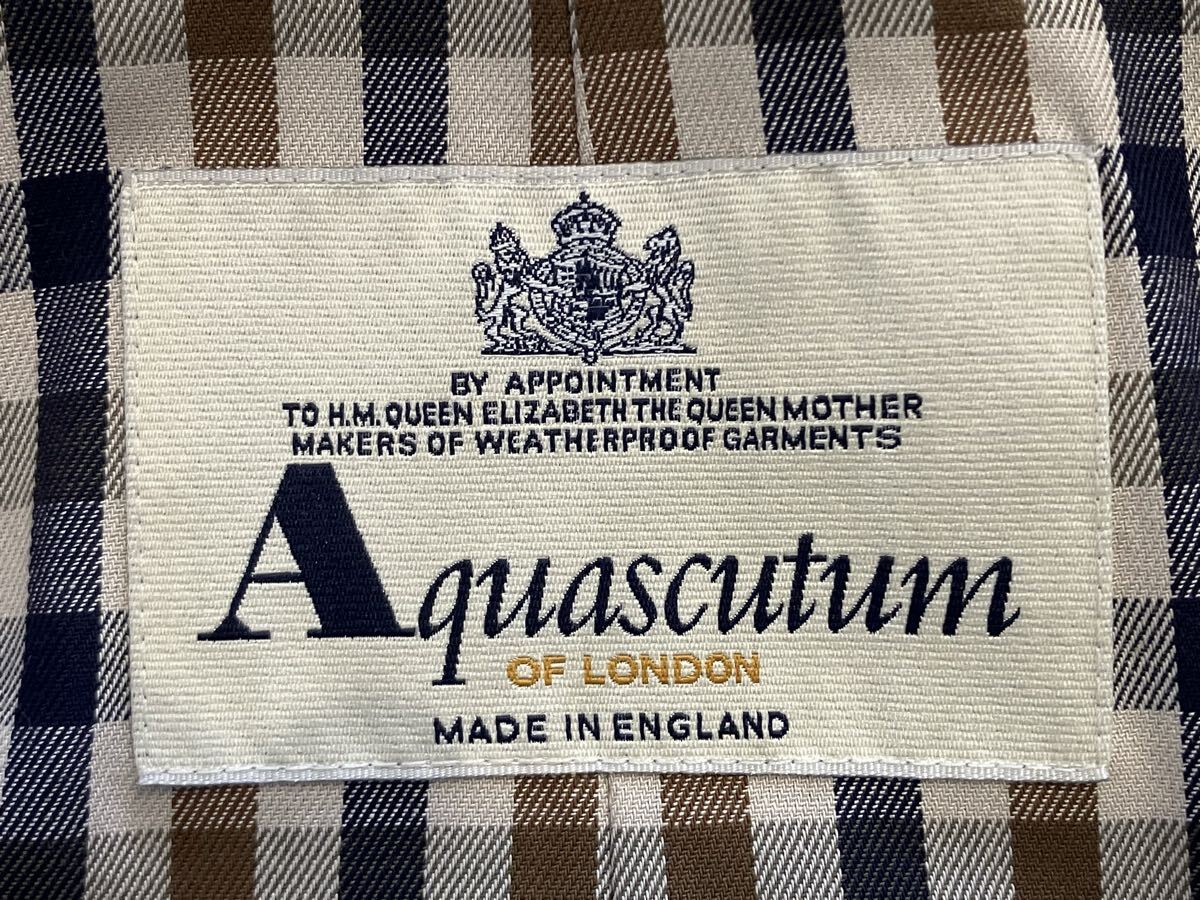 BY APPOINTMENT
TO H.M. QUEEN ELIZABETH THE QUEEN MOTHER
MAKERS OF WEATHERPROOF GARMENTS
Aquascutum
OF LONDON
MADE IN ENGLAND